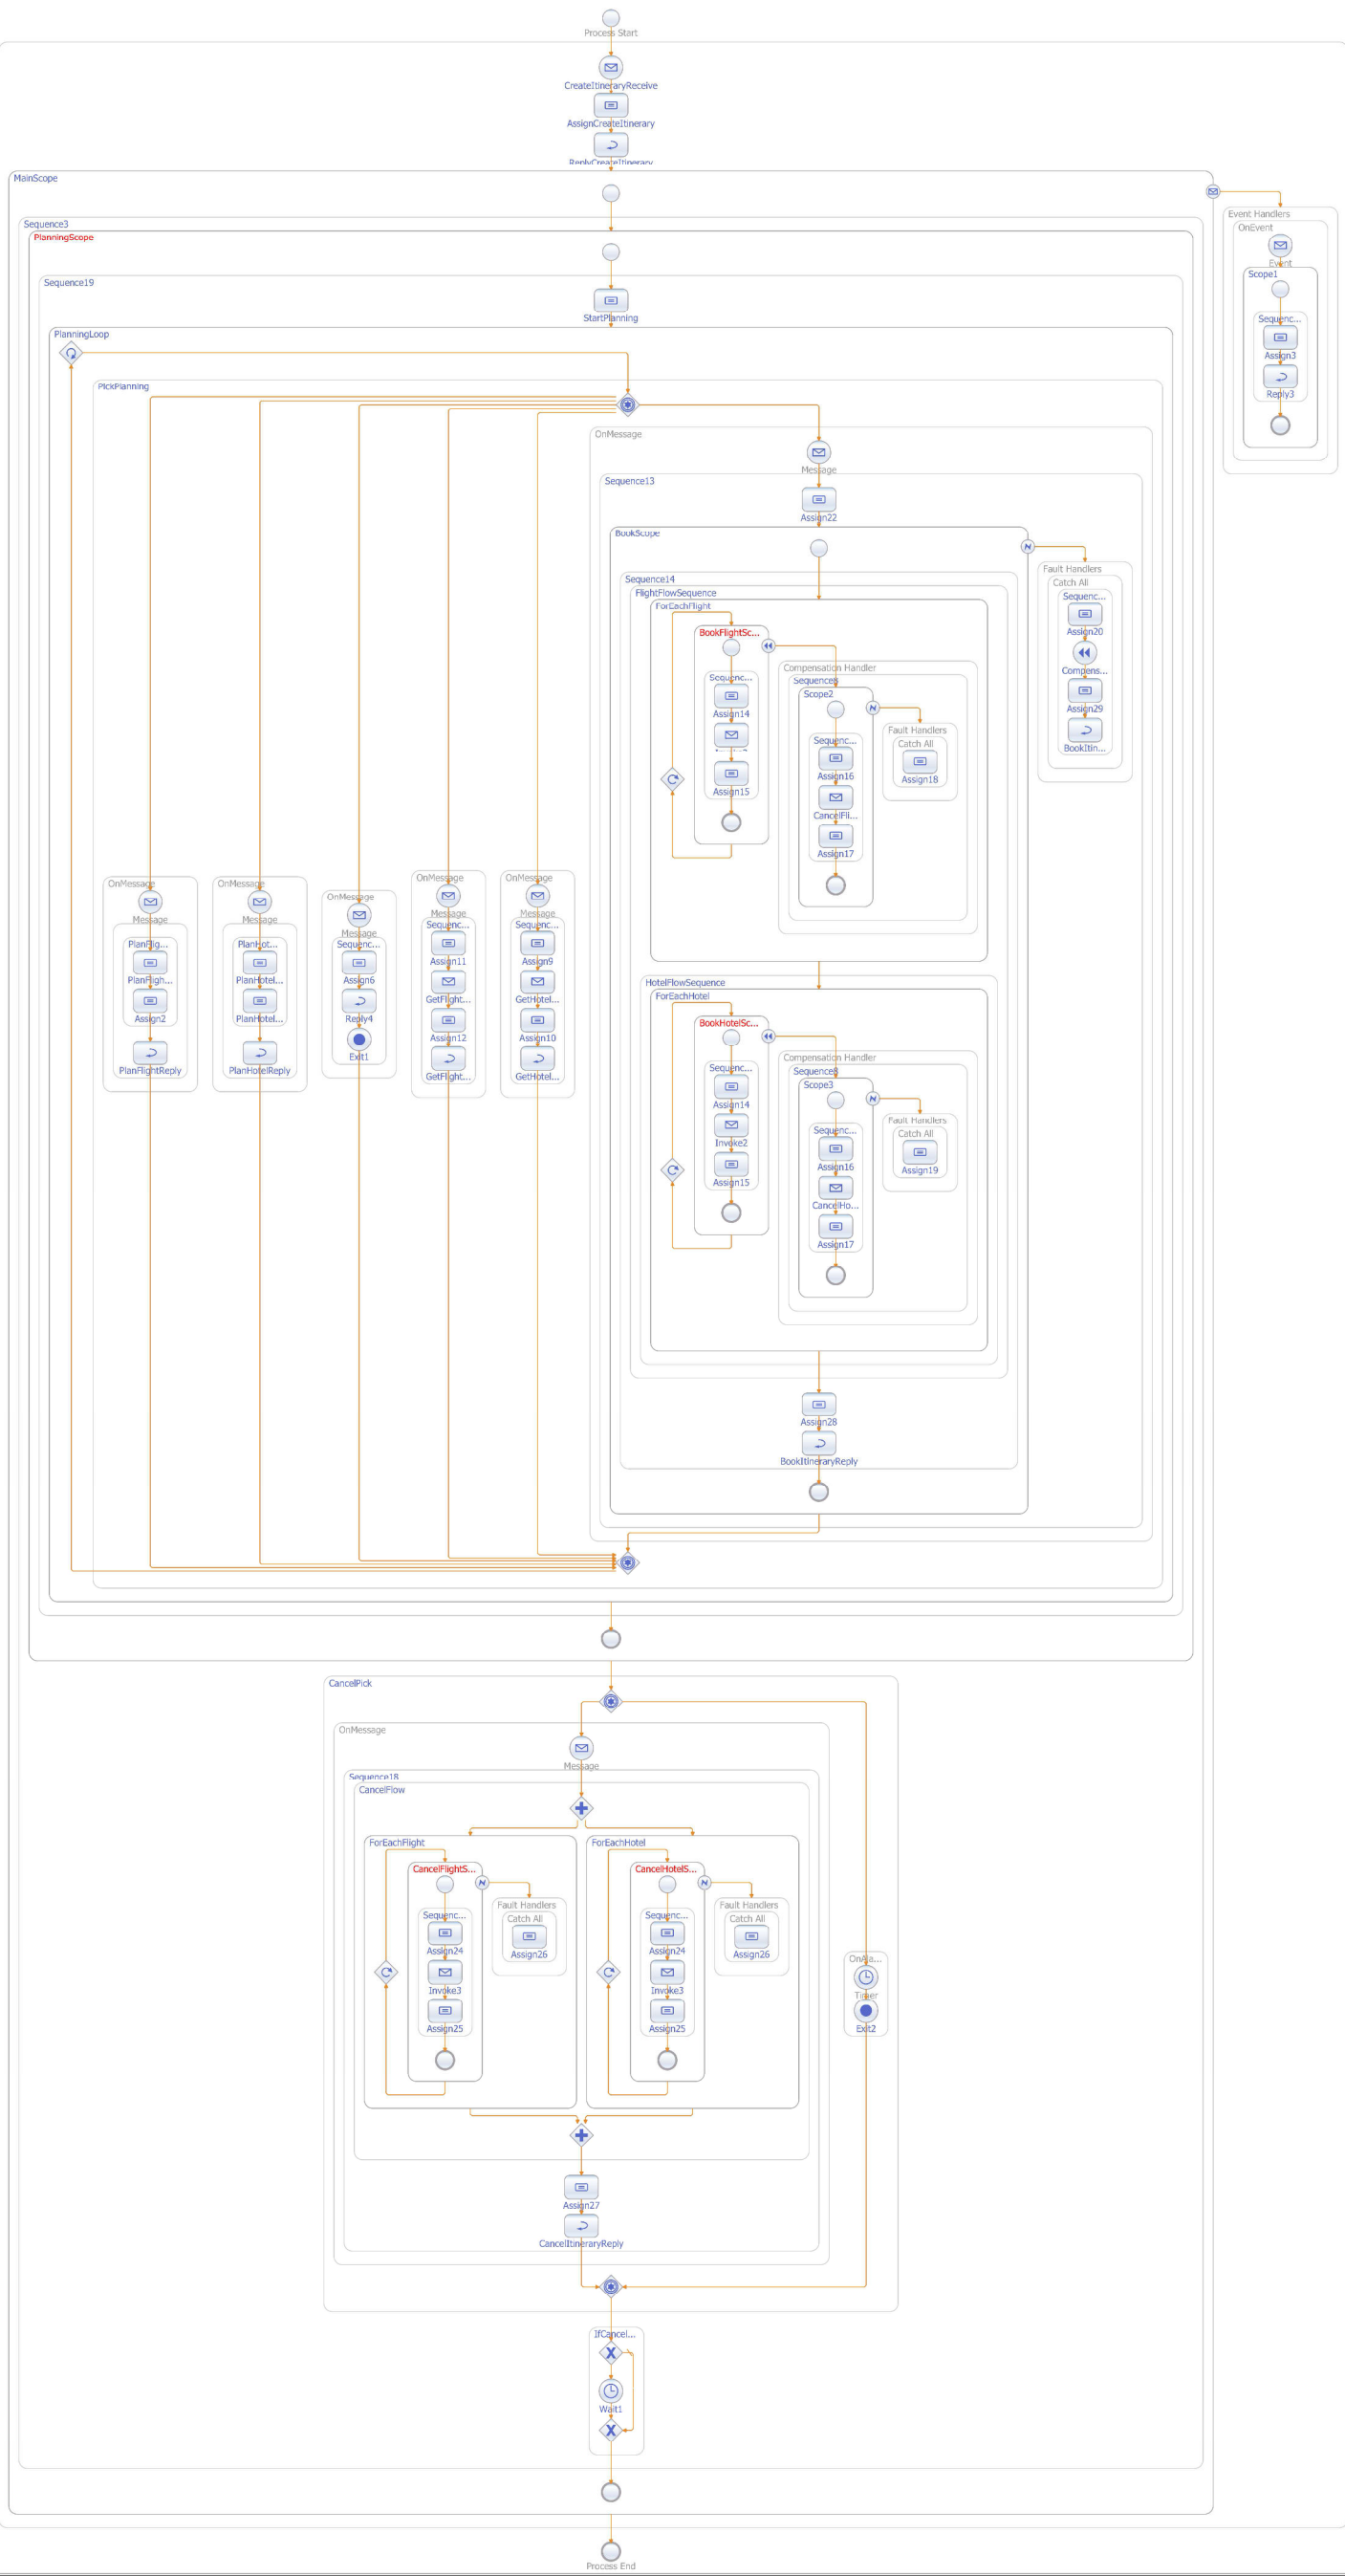 Process Start
CreateItineraryReceive
AssignCreateItinerary
ReplyCreateItinerary
MainScope
Event Handlers
OnEvent
Event
Scope1
Sequenc...
Assign3
Reply3
Sequence3
PlanningScope
Sequence19
StartPlanning
PlanningLoop
PickPlanning
OnMessage
Message
Sequence13
Assign22
BookScope
Fault Handlers
Catch All
Sequenc...
Assign20
Compens...
Assign29
BookItin...
Sequence14
FlightFlowSequence
ForEachFlight
BookFlightSc...
Sequenc...
Assign14
Assign15
Compensation Handler
Sequence8
Scope2
Sequenc...
Assign16
CancelFli...
Assign17
Fault Handlers
Catch All
Assign18
OnMessage
Message
PlanFlig...
PlanFligh...
Assign2
PlanFlightReply
OnMessage
Message
PlanHot...
PlanHotel...
PlanHotel...
PlanHotelReply
OnMessage
Message
Sequenc...
Assign6
Reply4
Exit1
OnMessage
Message
Sequenc...
Assign11
GetFlight...
Assign12
GetFlight...
OnMessage
Message
Sequenc...
Assign9
GetHotel...
Assign10
GetHotel...
HotelFlowSequence
ForEachHotel
BookHotelSc...
Sequenc...
Assign14
Invoke2
Assign15
Compensation Handler
Sequence8
Scope3
Sequenc...
Assign16
CancelHo...
Assign17
Fault Handlers
Catch All
Assign19
Assign28
BookItineraryReply
CancelPick
OnMessage
Message
Sequence18
CancelFlow
ForEachFlight
CancelFlightS...
Sequenc...
Assign24
Invoke3
Assign25
Fault Handlers
Catch All
Assign26
ForEachHotel
CancelHotelS...
Sequenc...
Assign24
Invoke3
Assign25
Fault Handlers
Catch All
Assign26
OnAla...
Timer
Exit2
Assign27
CancelItineraryReply
IfCancel...
Wait1
Process End